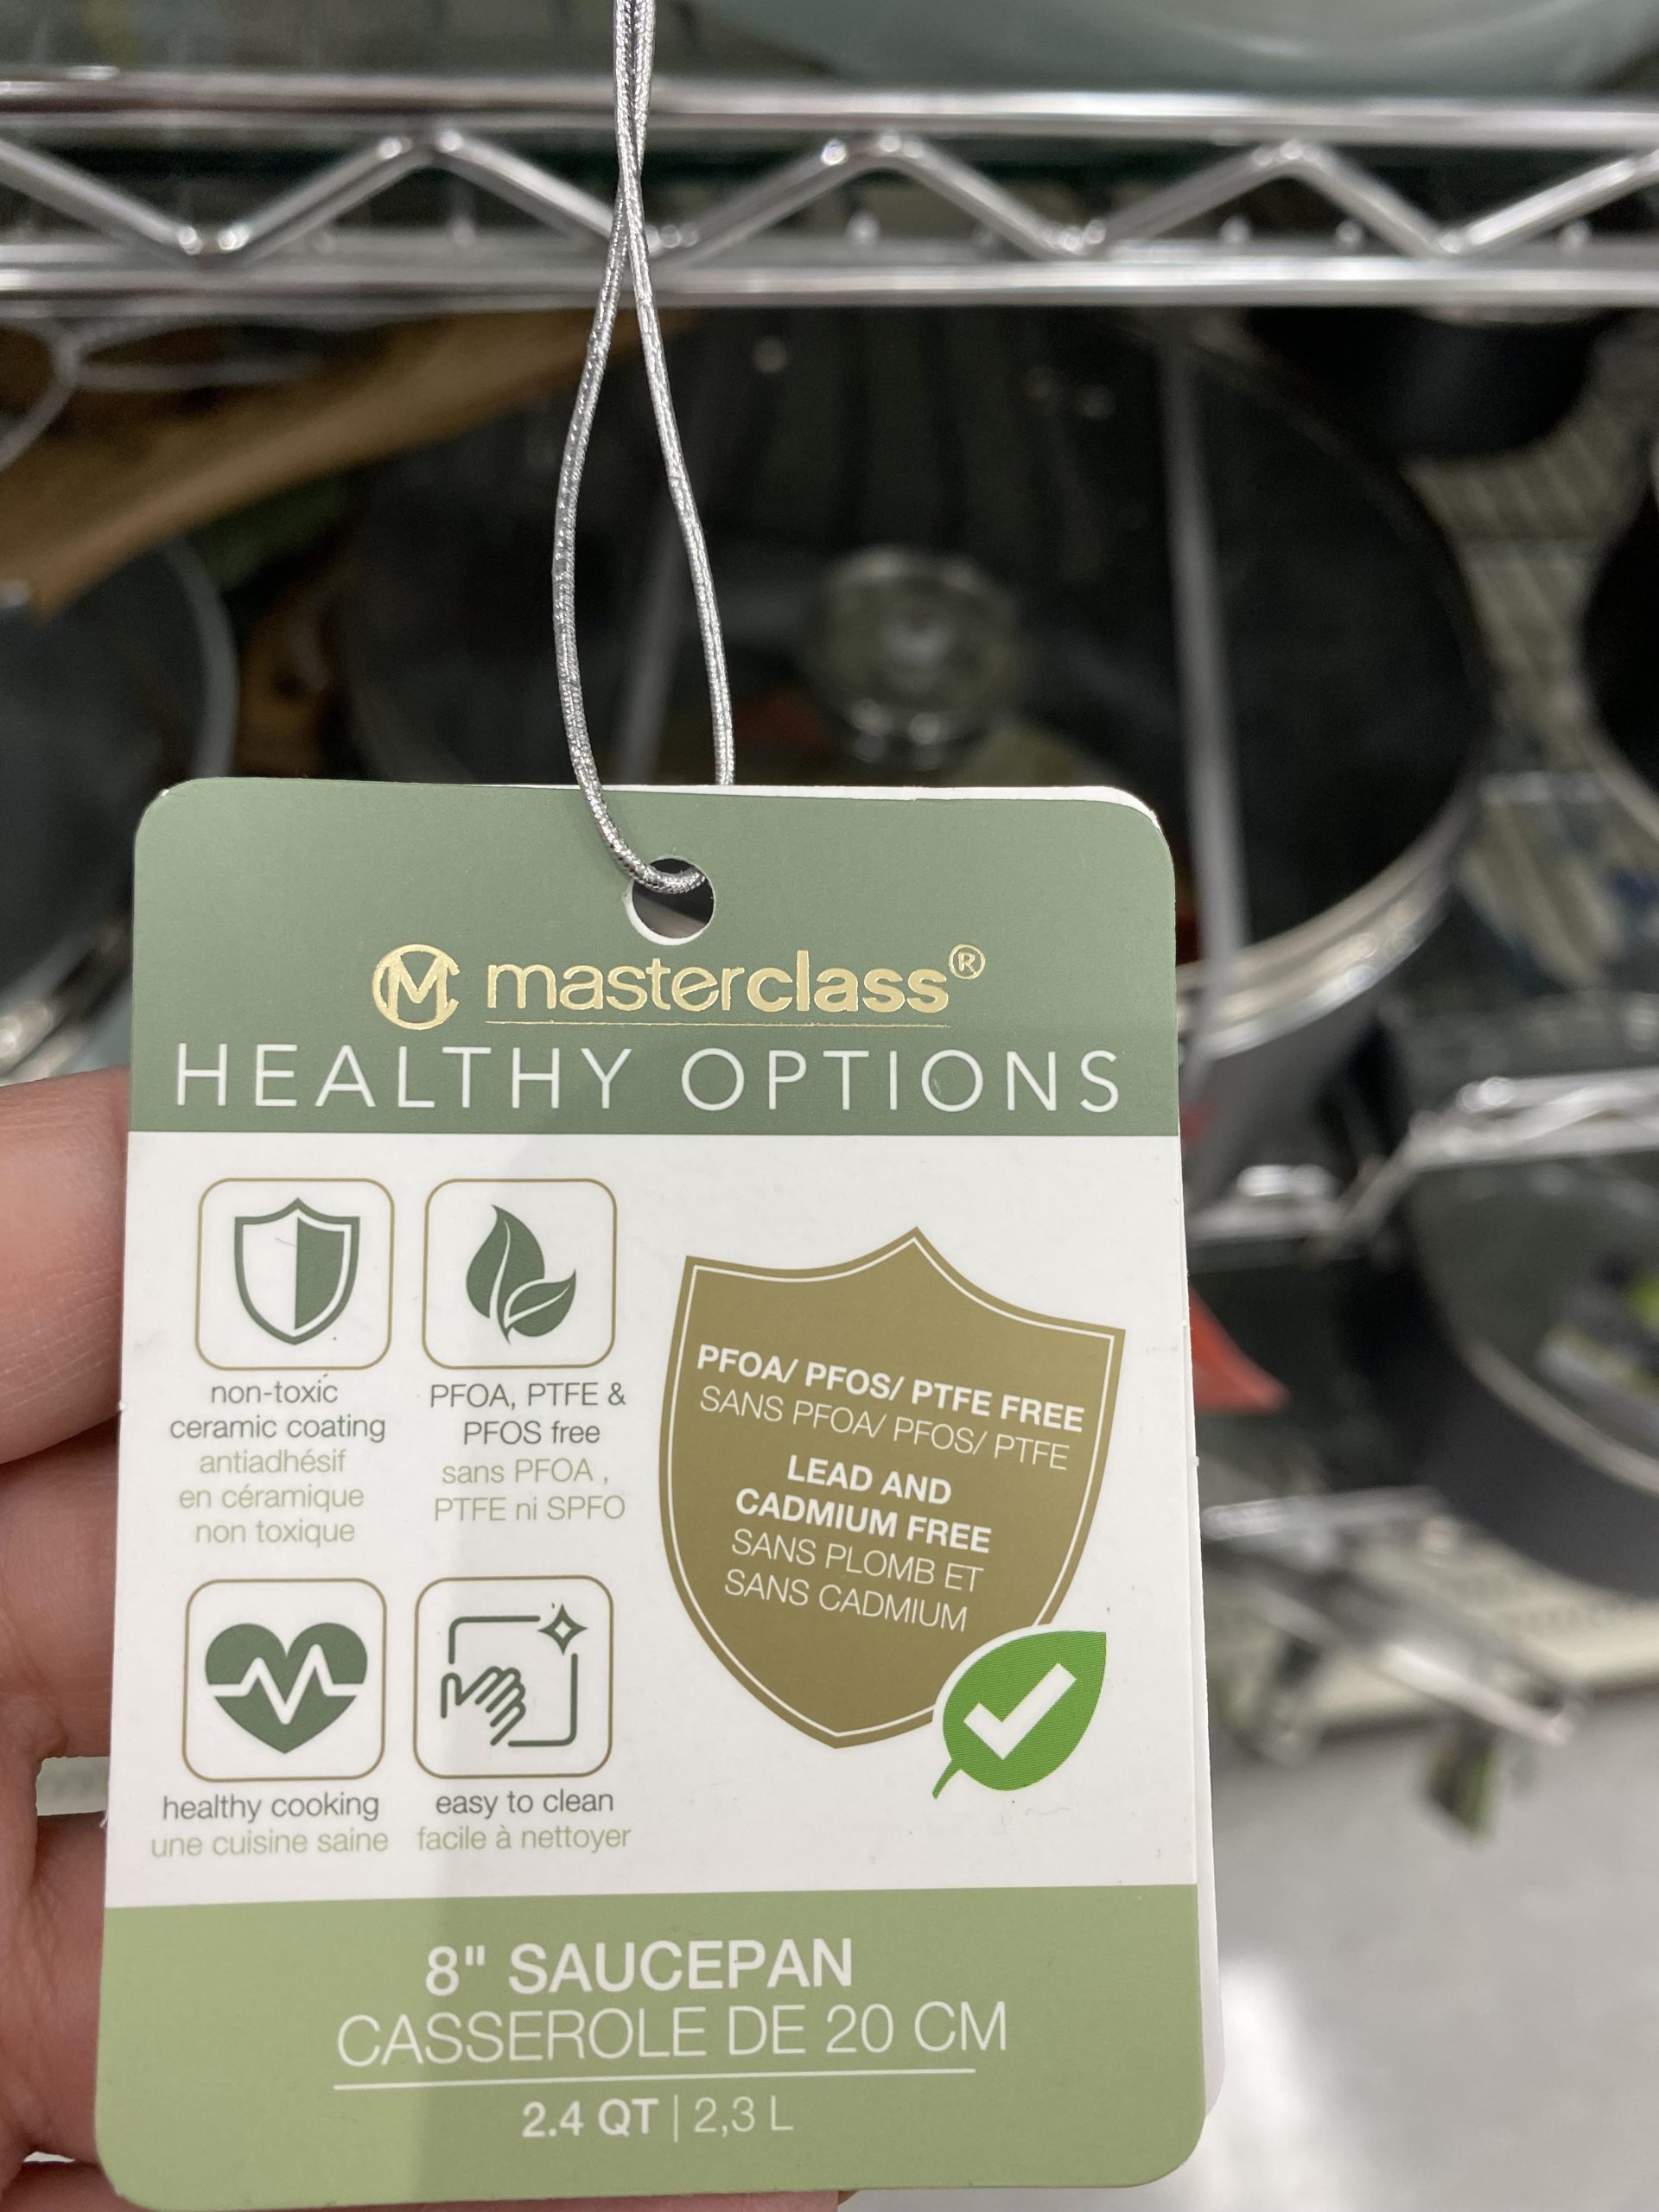 masterclass®
HEALTHY OPTIONS
non-toxic
ceramic coating
antiadhésif
en céramique
non toxique
PFOA, PTFE &
PFOS free
sans PFOA ,
PTFE ni SPFO
healthy cooking
une cuisine saine
easy to clean
facile à nettoyer
PFOA/ PFOS/ PTFE FREE
SANS PFOA/ PFOS/ PTFE
LEAD AND
CADMIUM FREE
SANS PLOMB ET
SANS CADMIUM
8" SAUCEPAN
CASSEROLE DE 20 CM
2.4 QT | 2,3 L